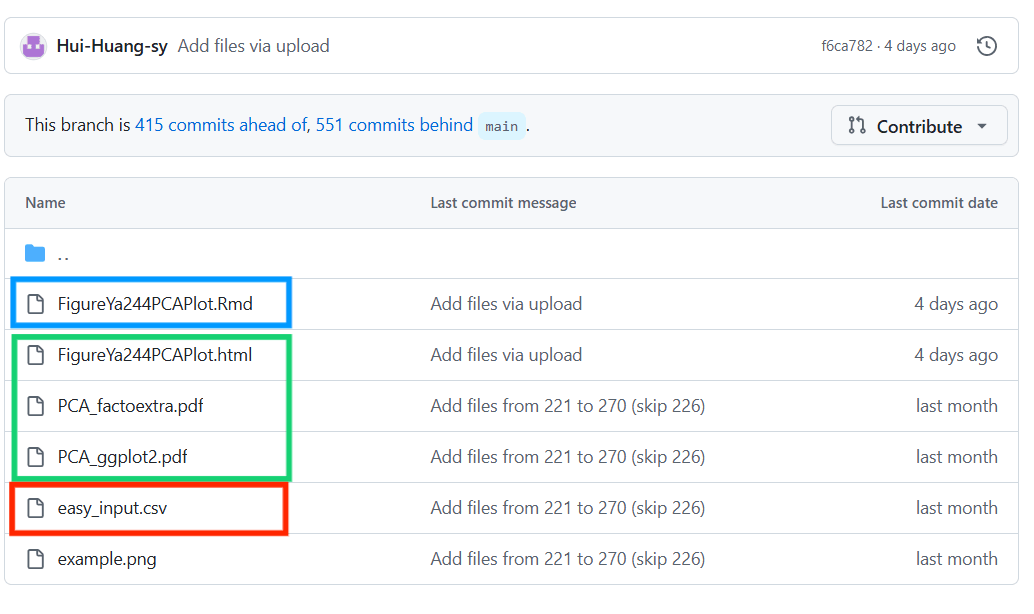 Hui-Huang-sy Add files via upload f6ca782 · 4 days ago
This branch is 415 commits ahead of, 551 commits behind main . Contribute
Name Last commit message Last commit date
..
FigureYa244PCAPlot.Rmd Add files via upload 4 days ago
FigureYa244PCAPlot.html Add files via upload 4 days ago
PCA_factoextra.pdf Add files from 221 to 270 (skip 226) last month
PCA_ggplot2.pdf Add files from 221 to 270 (skip 226) last month
easy_input.csv Add files from 221 to 270 (skip 226) last month
example.png Add files from 221 to 270 (skip 226) last month